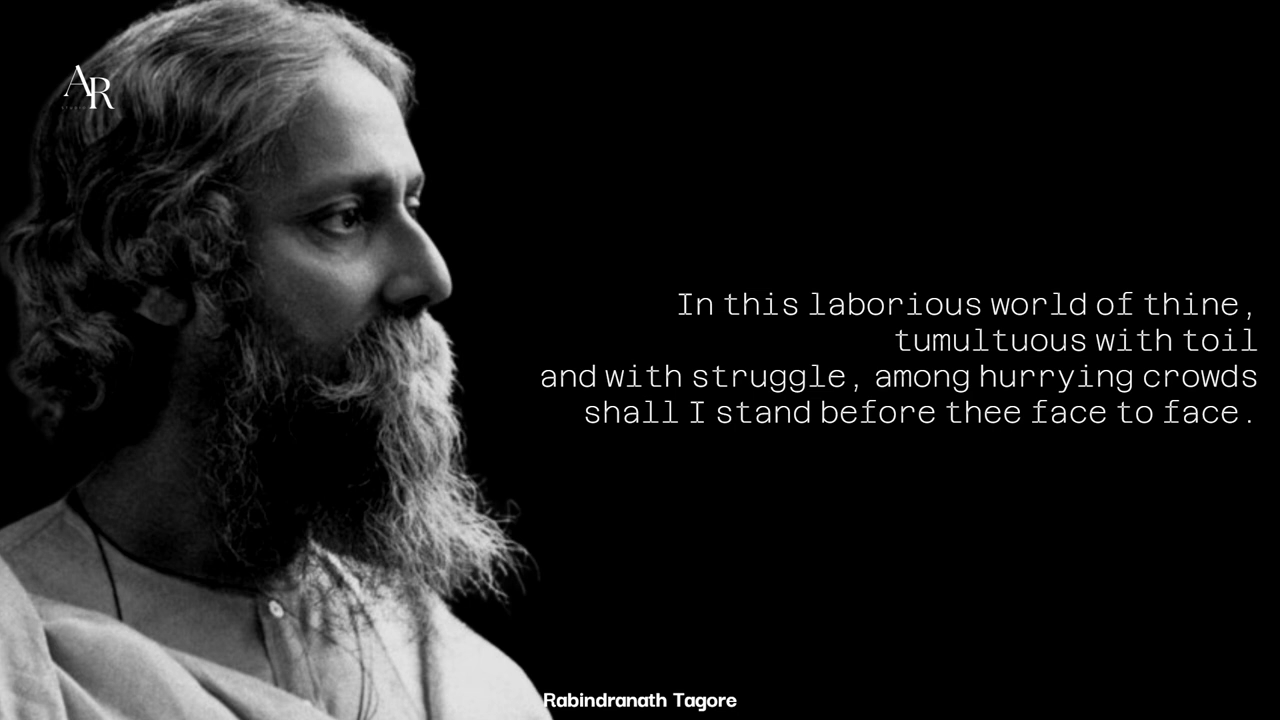 AR
In this laborious world of thine,
tumultuous with toil
and with struggle, among hurrying crowds
shall I stand before thee face to face.
Rabindranath Tagore